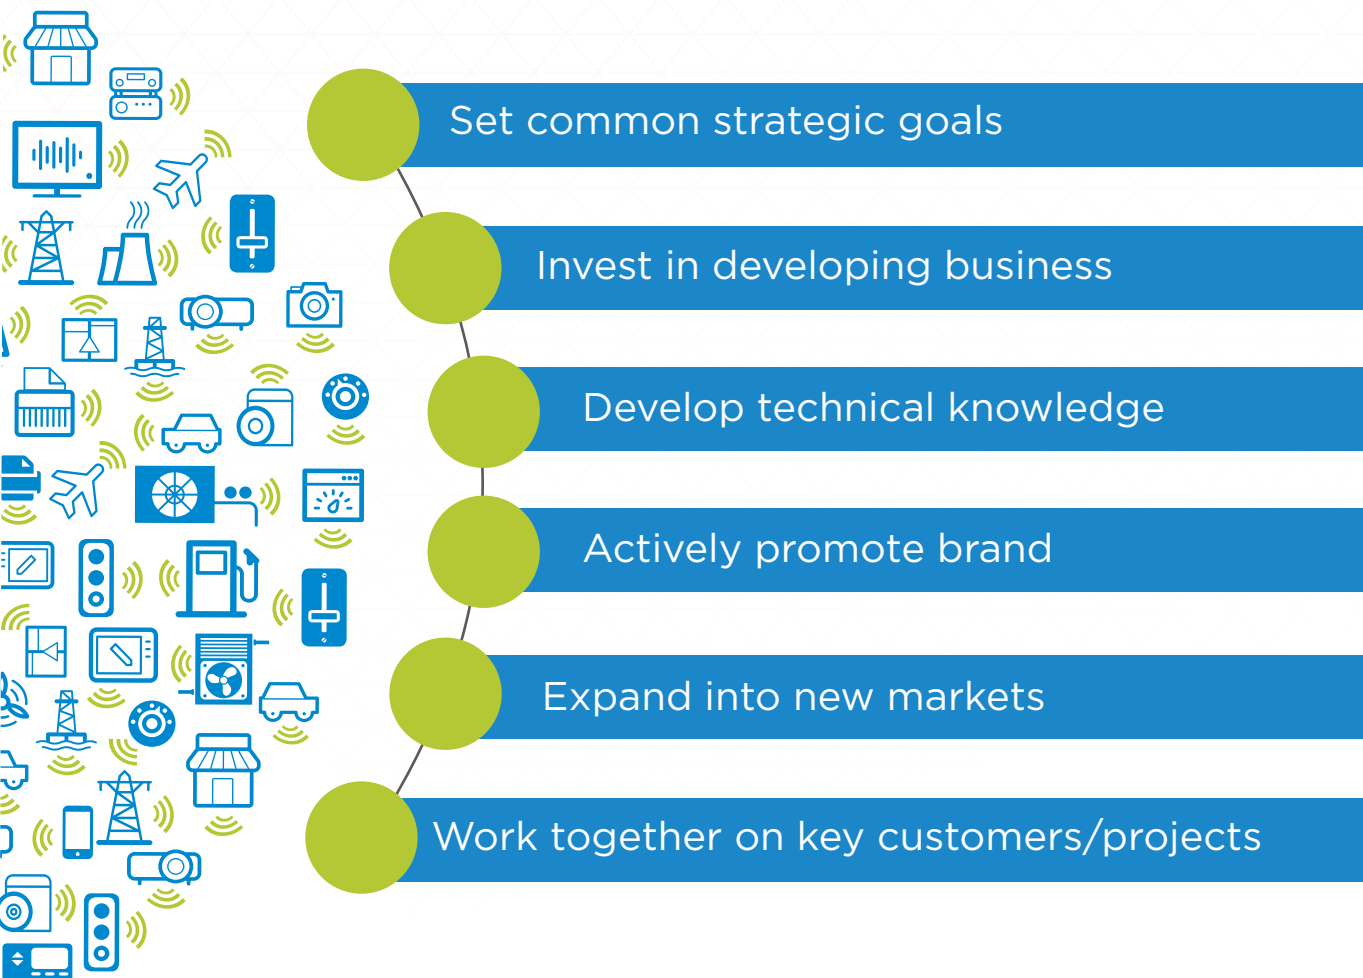 Set common strategic goals
Invest in developing business
Develop technical knowledge
Actively promote brand
Expand into new markets
Work together on key customers/projects